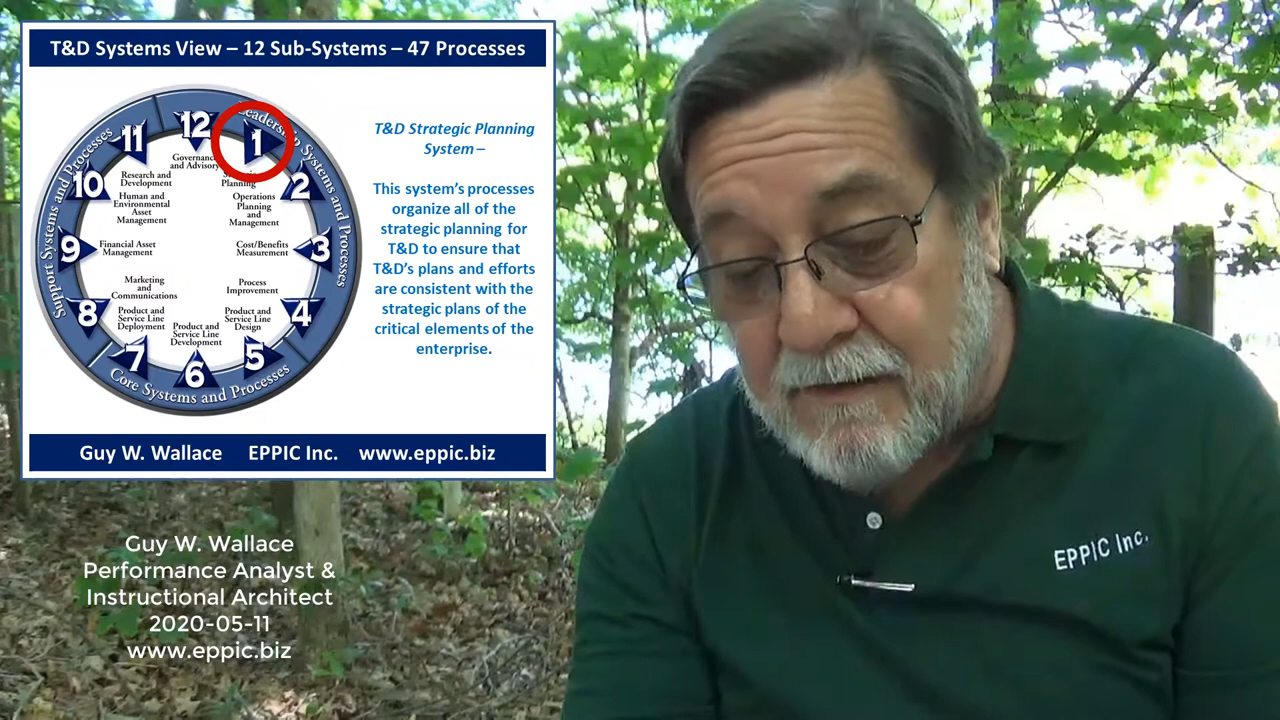 T&D Systems View – 12 Sub-Systems – 47 Processes
Leadership Systems and Processes
Core Systems and Processes
Support Systems and Processes
12
Governance
and Advisory
1
Planning
2
Operations
Planning
and
Management
3
Cost/Benefits
Measurement
4
Process
Improvement
5
Product and
Service Line
Design
6
Product and
Service Line
Development
7
Product and
Service Line
Deployment
8
Marketing
and
Communications
9
Financial Asset
Management
10
Human and
Environmental
Asset
Management
11
Research and
Development
T&D Strategic Planning
System –
This system’s processes
organize all of the
strategic planning for
T&D to ensure that
T&D’s plans and efforts
are consistent with the
strategic plans of the
critical elements of the
enterprise.
Guy W. Wallace EPPIC Inc. www.eppic.biz
Guy W. Wallace
Performance Analyst &
Instructional Architect
2020-05-11
www.eppic.biz
EPPIC Inc.